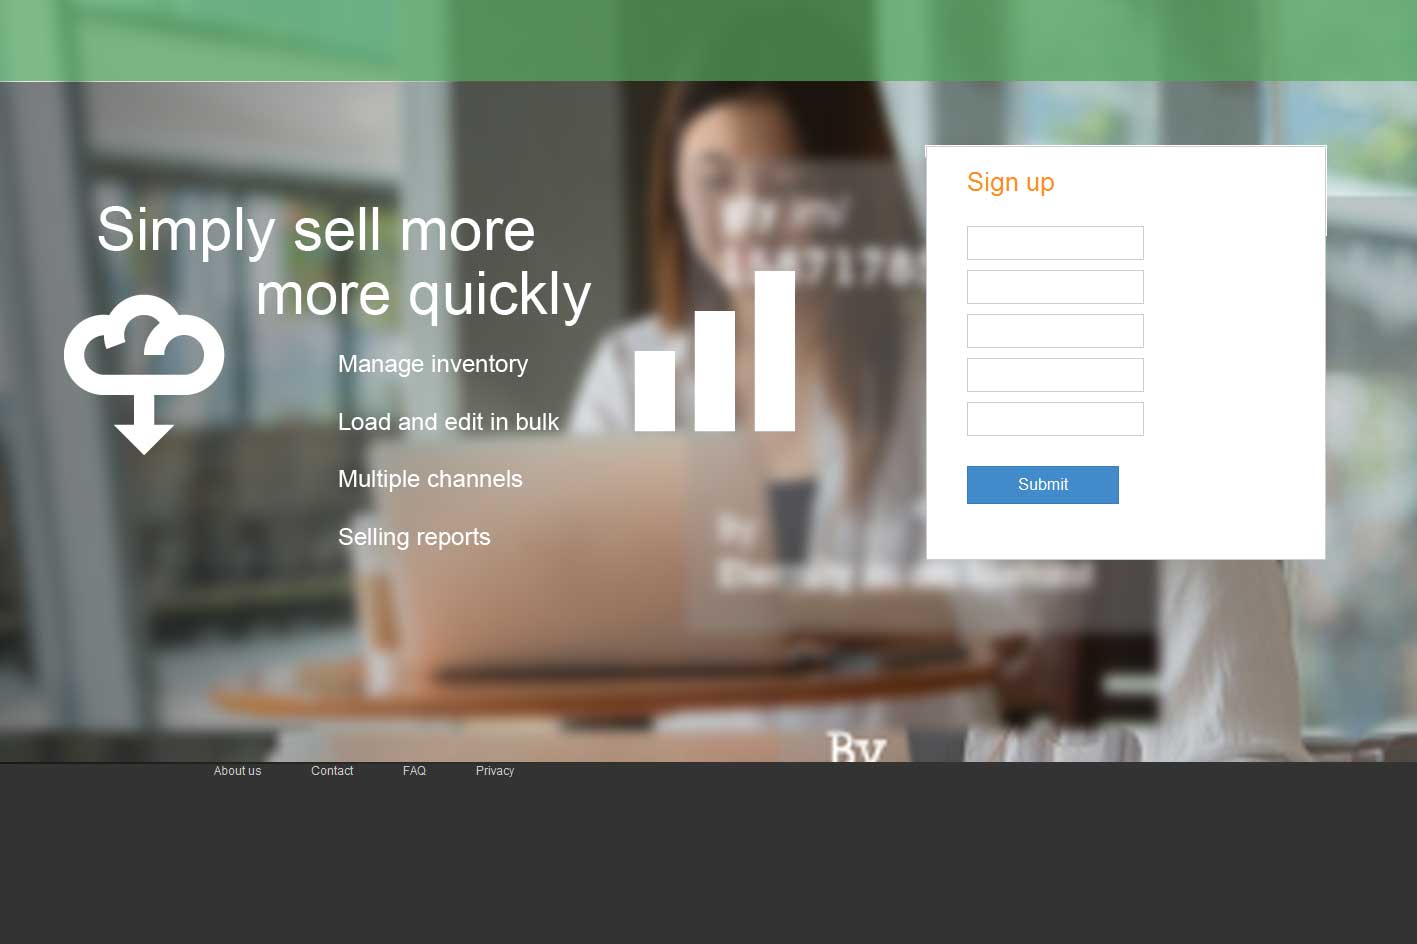 Sign up
Simply sell more
more quickly
Manage inventory
Load and edit in bulk
Multiple channels
Selling reports
Submit
By
About us Contact FAQ Privacy